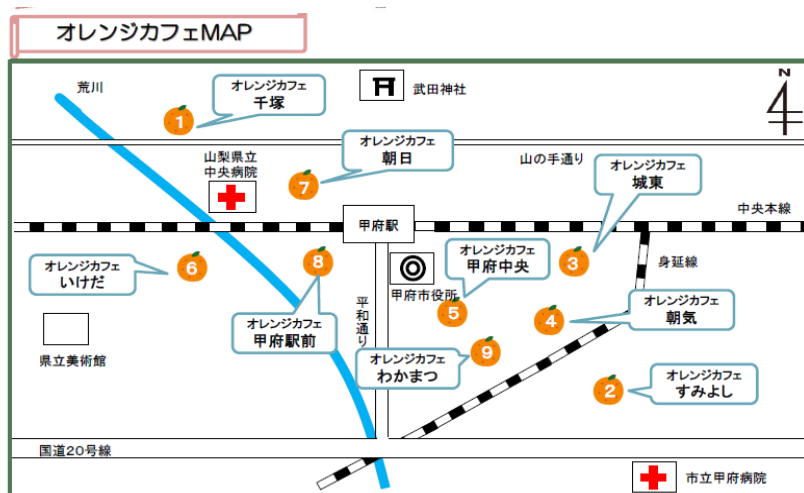 オレンジカフェMAP
荒川
オレンジカフェ
千塚
1
武田神社
N
4
山梨県立
中央病院
オレンジカフェ
朝日
7
山の手通り
オレンジカフェ
城東
甲府駅
中央本線
オレンジカフェ
いけだ
6
8
オレンジカフェ
甲府駅前
平和通り
甲府市役所
オレンジカフェ
甲府中央
5
3
身延線
オレンジカフェ
朝気
4
県立美術館
オレンジカフェ
わかまつ
9
オレンジカフェ
すみよし
2
国道20号線
市立甲府病院